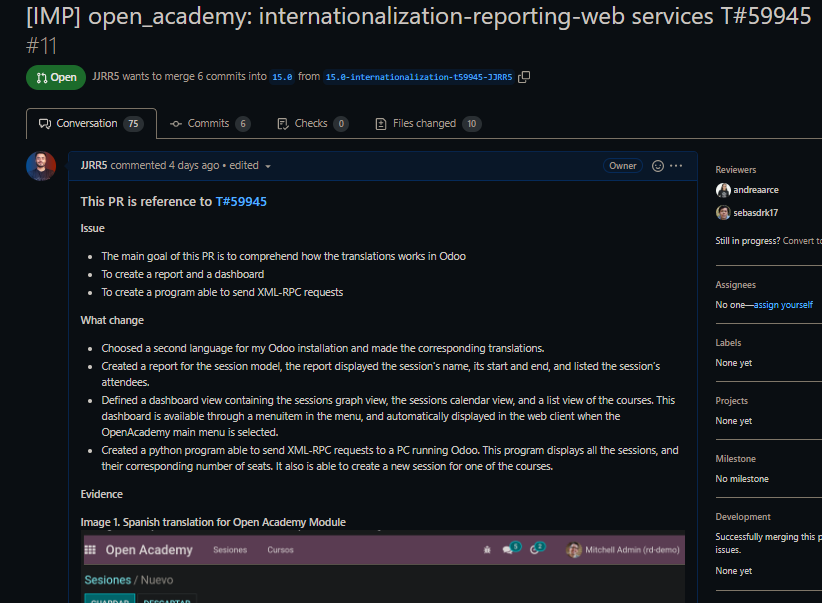 [IMP] open_academy: internationalization-reporting-web services T#59945
#11
Open JJRR5 wants to merge 6 commits into 15.0 from 15.0-internationalization-t59945-JJRR5
Conversation 75 Commits 6 Checks 0 Files changed 10
JJRR5 commented 4 days ago • edited Owner
This PR is reference to T#59945
Issue
The main goal of this PR is to comprehend how the translations works in Odoo
To create a report and a dashboard
To create a program able to send XML-RPC requests
What change
Choosed a second language for my Odoo installation and made the corresponding translations.
Created a report for the session model, the report displayed the session's name, its start and end, and listed the session's
attendees.
Defined a dashboard view containing the sessions graph view, the sessions calendar view, and a list view of the courses. This
dashboard is available through a menuitem in the menu, and automatically displayed in the web client when the
OpenAcademy main menu is selected.
Created a python program able to send XML-RPC requests to a PC running Odoo. This program displays all the sessions, and
their corresponding number of seats. It also is able to create a new session for one of the courses.
Evidence
Image 1. Spanish translation for Open Academy Module
Open Academy Sesiones Cursos 5 2 Mitchell Admin (rd-demo)
Sesiones / Nuevo
GUARDAR DESCARTAR
Reviewers
andreaarce
sebasdrk17
Still in progress? Convert to
Assignees
No one—assign yourself
Labels
None yet
Projects
None yet
Milestone
No milestone
Development
Successfully merging this p
issues.
None yet